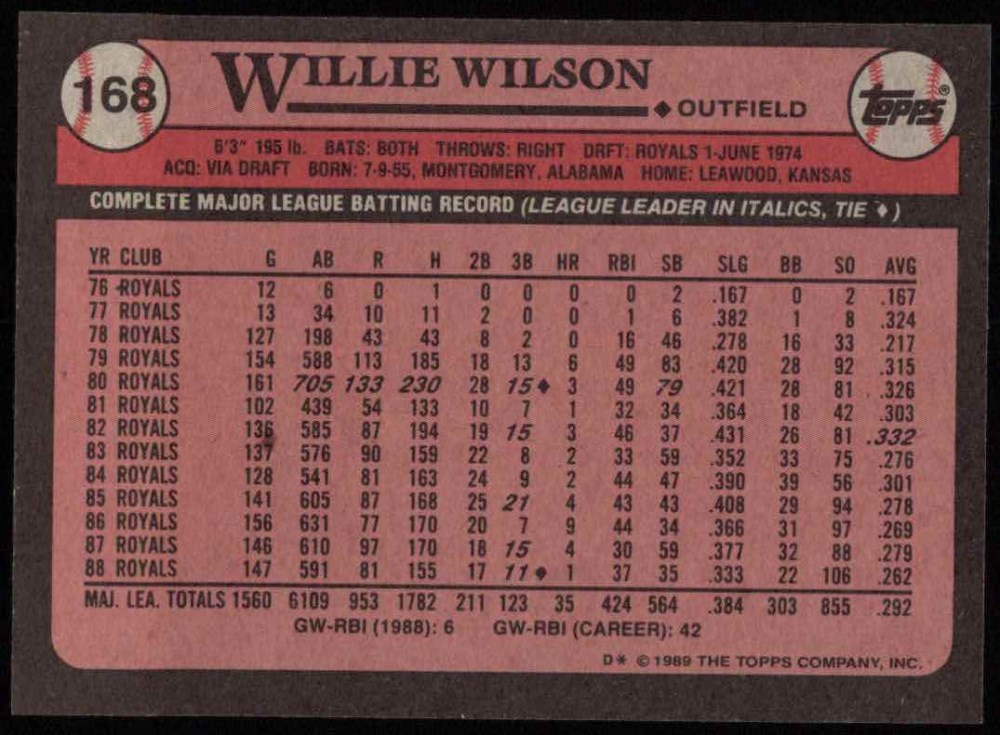 168
WILLIE WILSON
♦ OUTFIELD
TOPPS®
6'3" 195 lb. BATS: BOTH THROWS: RIGHT DRFT: ROYALS 1-JUNE 1974
ACQ: VIA DRAFT BORN: 7-9-55, MONTGOMERY, ALABAMA HOME: LEAWOOD, KANSAS
COMPLETE MAJOR LEAGUE BATTING RECORD (LEAGUE LEADER IN ITALICS, TIE ♦)
YR CLUB G AB R H 2B 3B HR RBI SB SLG BB SO AVG
76 ROYALS 12 6 0 1 0 0 0 0 2 .167 0 2 .167
77 ROYALS 13 34 10 11 2 0 0 1 6 .382 1 8 .324
78 ROYALS 127 198 43 43 8 2 0 16 46 .278 16 33 .217
79 ROYALS 154 588 113 185 18 13 6 49 83 .420 28 92 .315
80 ROYALS 161 705 133 230 28 15♦ 3 49 79 .421 28 81 .326
81 ROYALS 102 439 54 133 10 7 1 32 34 .364 18 42 .303
82 ROYALS 136 585 87 194 19 15 3 46 37 .431 26 81 .332
83 ROYALS 137 576 90 159 22 8 2 33 59 .352 33 75 .276
84 ROYALS 128 541 81 163 24 9 2 44 47 .390 39 56 .301
85 ROYALS 141 605 87 168 25 21 4 43 43 .408 29 94 .278
86 ROYALS 156 631 77 170 20 7 9 44 34 .366 31 97 .269
87 ROYALS 146 610 97 170 18 15 4 30 59 .377 32 88 .279
88 ROYALS 147 591 81 155 17 11♦ 1 37 35 .333 22 106 .262
MAJ. LEA. TOTALS 1560 6109 953 1782 211 123 35 424 564 .384 303 855 .292
GW-RBI (1988): 6 GW-RBI (CAREER): 42
D* © 1989 THE TOPPS COMPANY, INC.